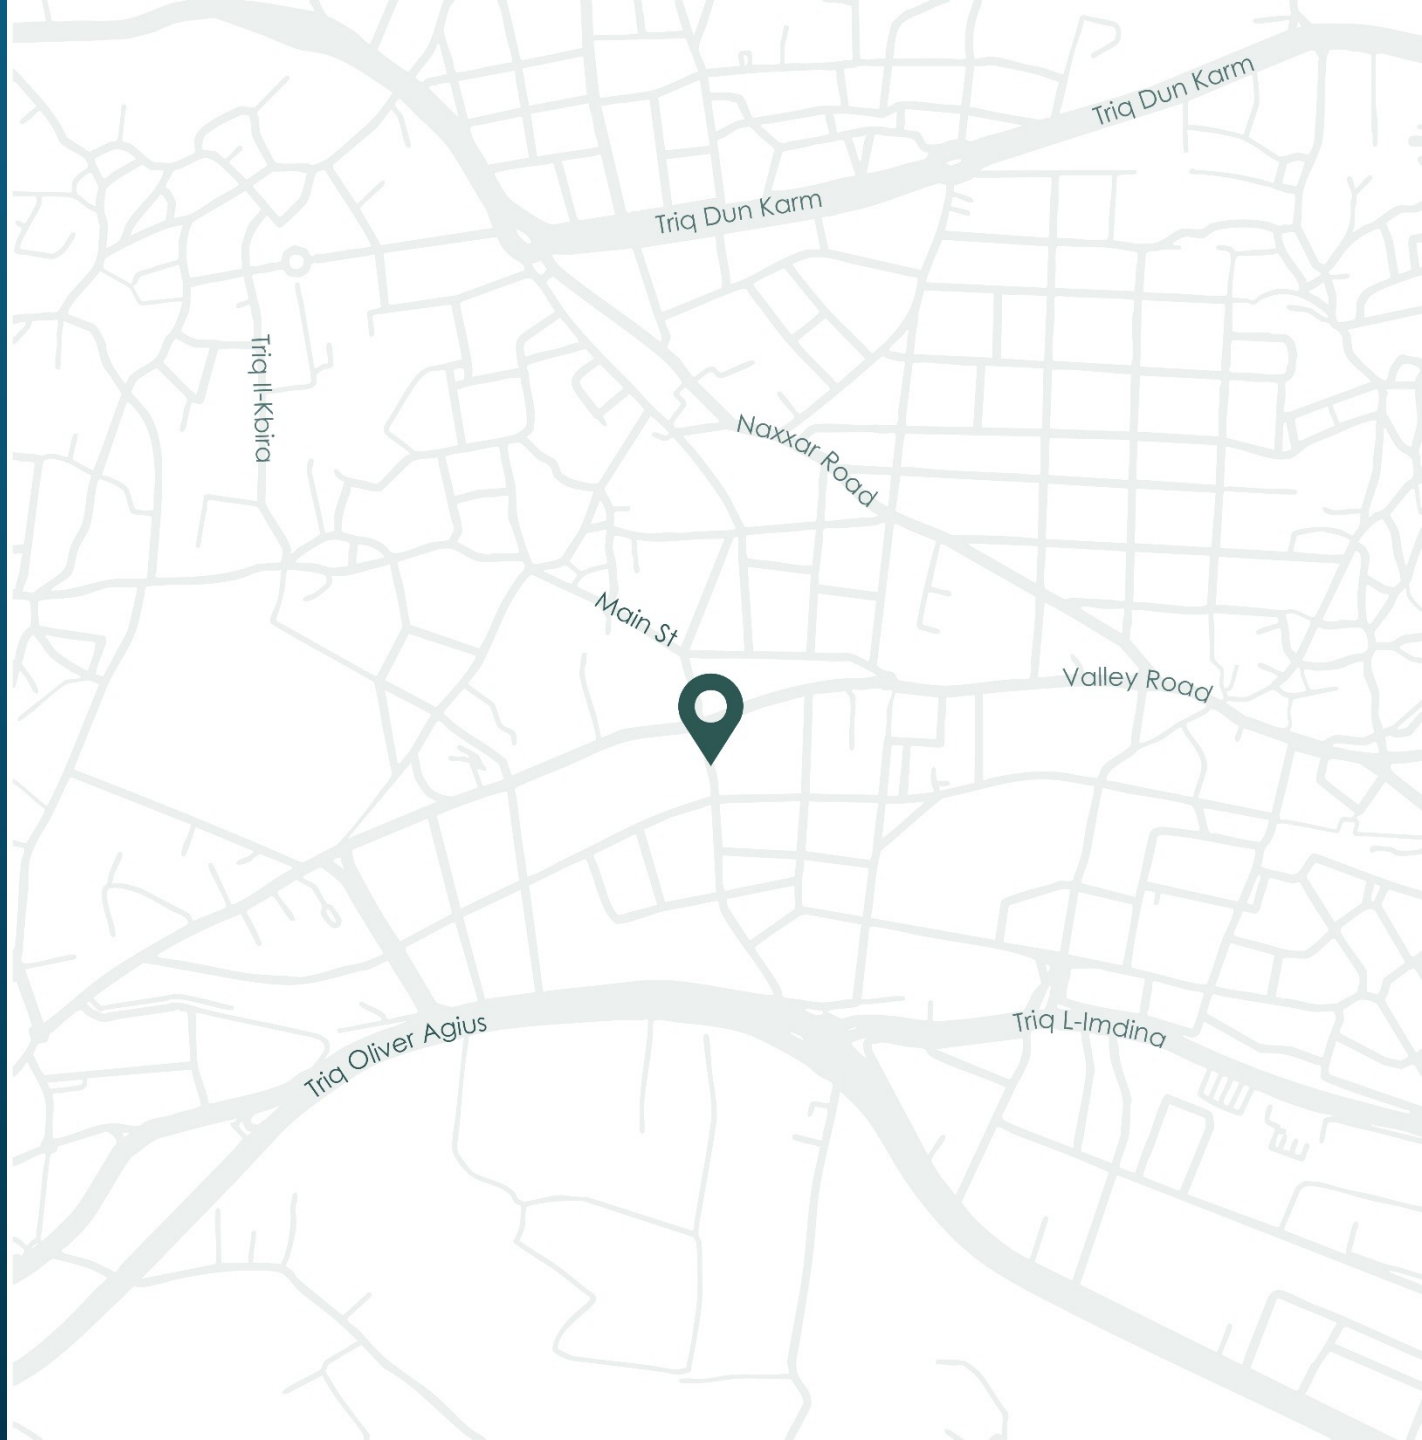 Triq Dun Karm
Triq Dun Karm
Triq Il-Kbira
Naxxar Road
Main St
Valley Road
Triq Oliver Agius
Triq L-Imdina